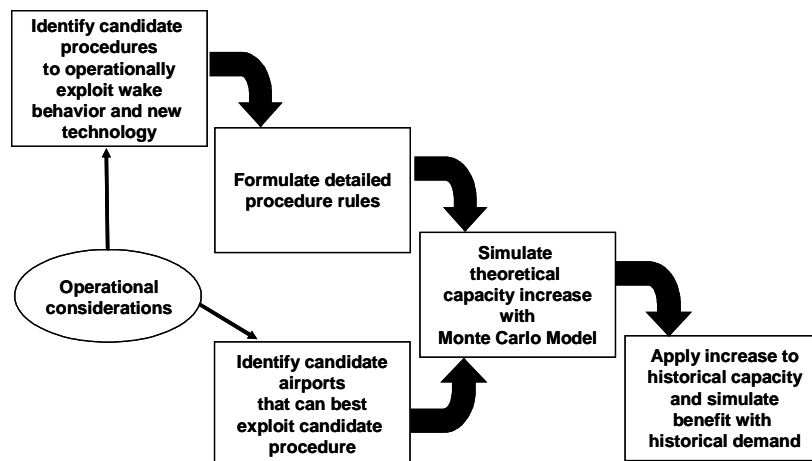 Identify candidate
procedures
to operationally
exploit wake
behavior and new
technology
Formulate detailed
procedure rules
Operational
considerations
Simulate
theoretical
capacity increase
with
Monte Carlo Model
Identify candidate
airports
that can best
exploit candidate
procedure
Apply increase to
historical capacity
and simulate
benefit with
historical demand